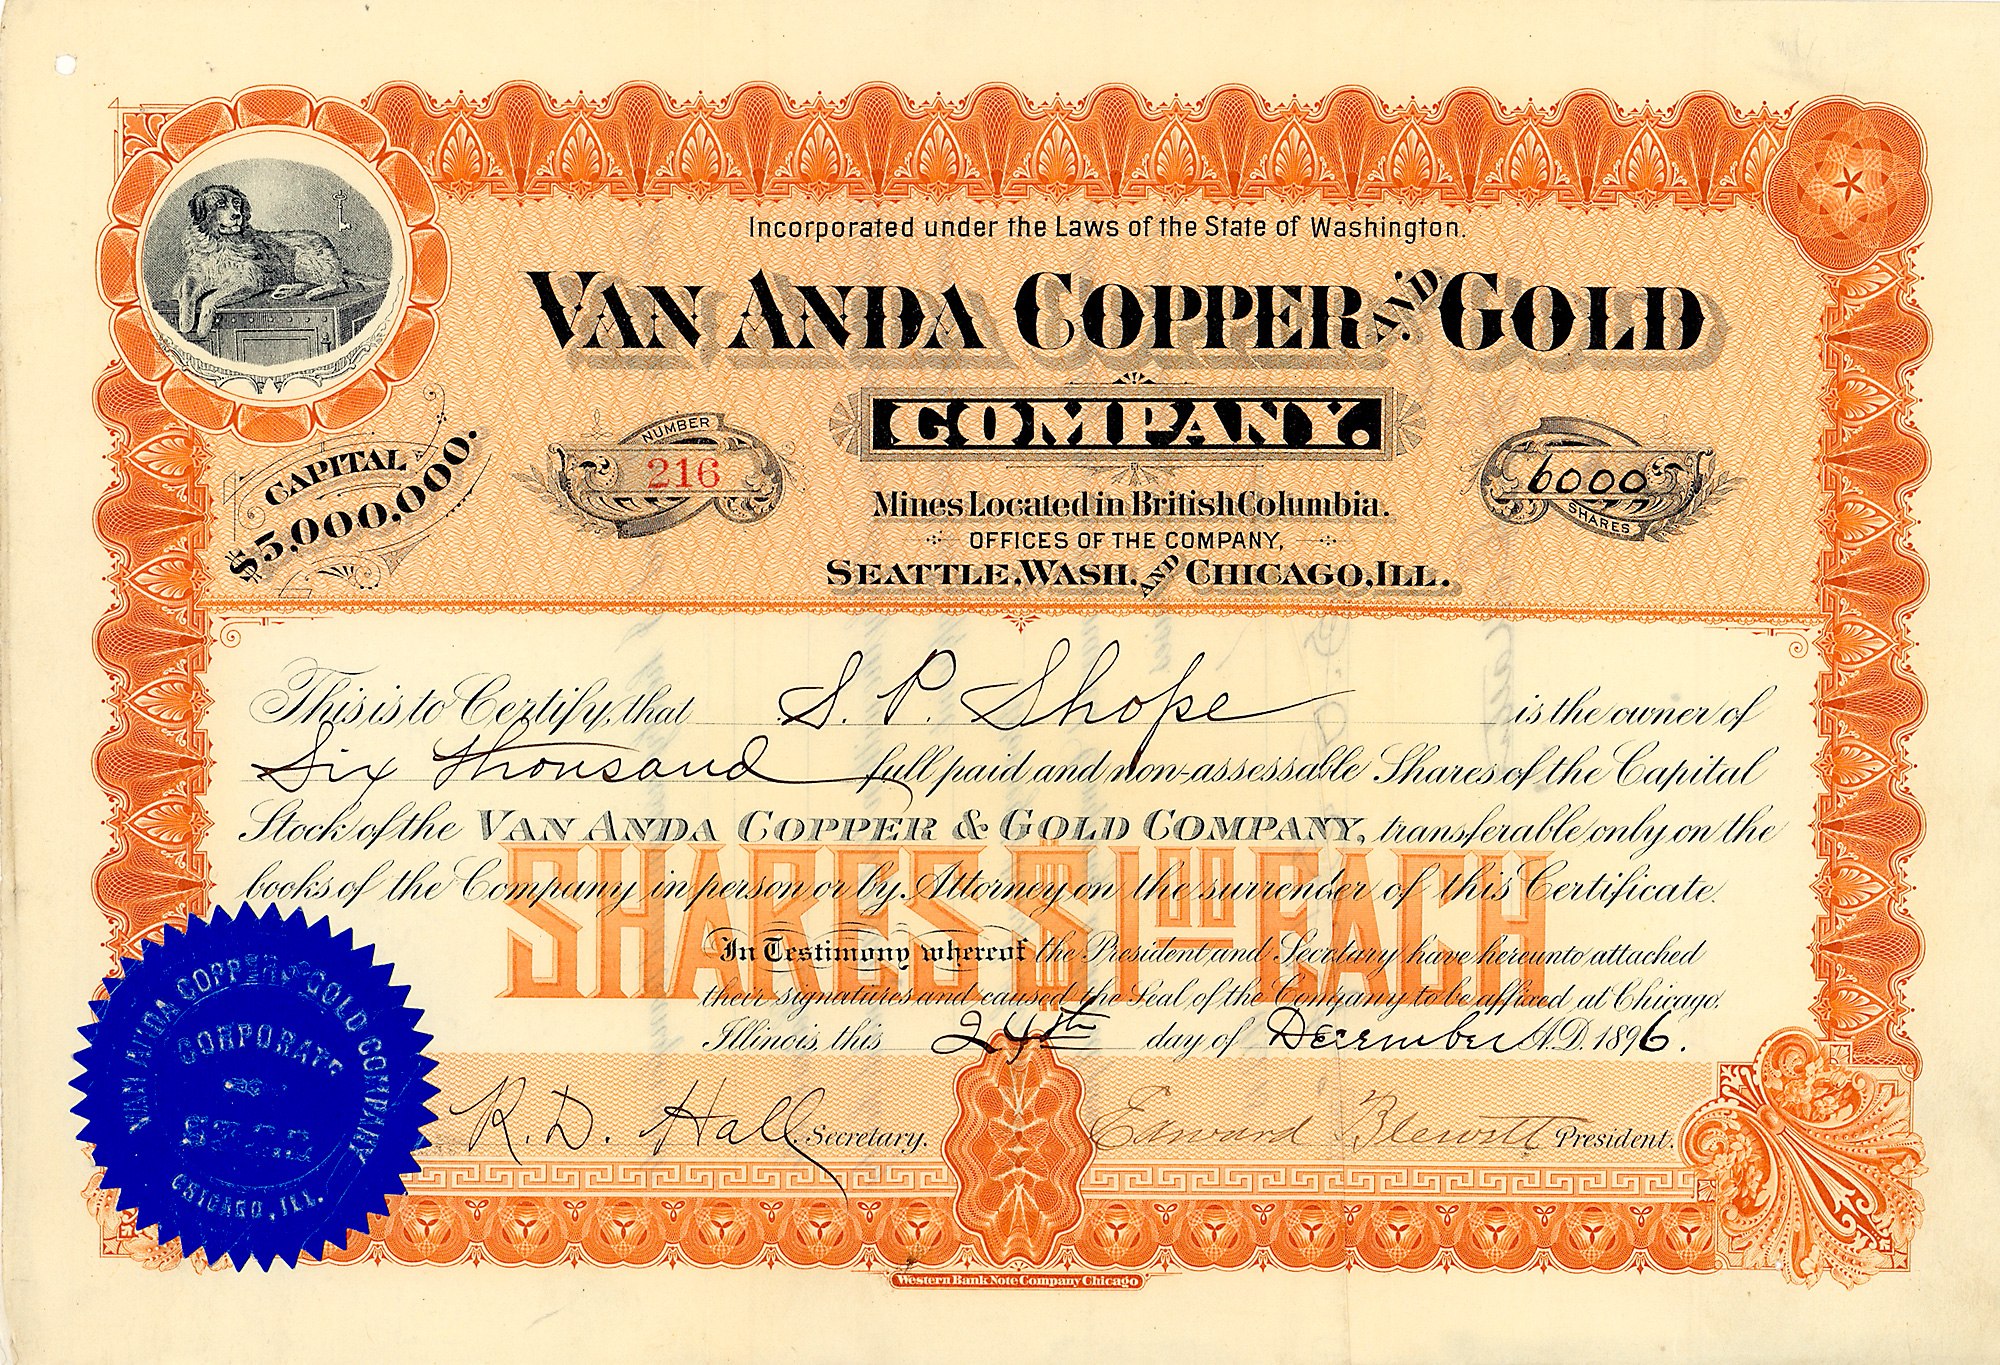 Incorporated under the Laws of the State of Washington.
VAN ANDA COPPER AND GOLD
COMPANY.
CAPITAL
$5,000,000.
NUMBER
216
6000
SHARES
Mines Located in British Columbia.
OFFICES OF THE COMPANY,
SEATTLE, WASH. AND CHICAGO, ILL.
This is to Certify, that S. P. Shope is the owner of
Six Thousand full paid and non-assessable Shares of the Capital
Stock of the VAN ANDA COPPER & GOLD COMPANY, transferable only on the
books of the Company in person or by Attorney on the surrender of this Certificate.
SHARES $1.00 EACH
In Testimony whereof the President and Secretary have hereunto attached
their signatures and caused the Seal of the Company to be affixed at Chicago,
Illinois, this 24th day of December A.D. 1896.
R. D. Hall Secretary.
Edward Blewett President.
VAN ANDA COPPER AND GOLD COMPANY
CORPORATE
SEAL
CHICAGO, ILL.
Western Bank Note Company Chicago